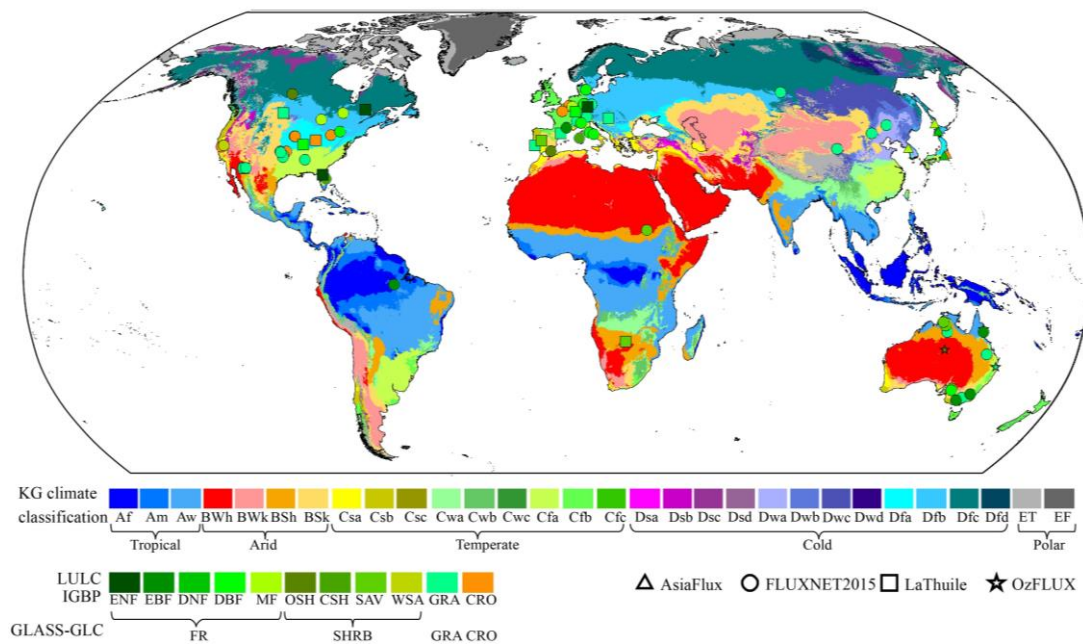 KG climate
classification
Af Am Aw BWh BWk BSh BSk Csa Csb Csc Cwa Cwb Cwc Cfa Cfb Cfc Dsa Dsb Dsc Dsd Dwa Dwb Dwc Dwd Dfa Dfb Dfc Dfd ET EF
Tropical Arid Temperate Cold Polar
LULC
IGBP
ENF EBF DNF DBF MF OSH CSH SAV WSA GRA CRO
AsiaFlux FLUXNET2015 LaThuile OzFLUX
GLASS-GLC FR SHRB GRA CRO